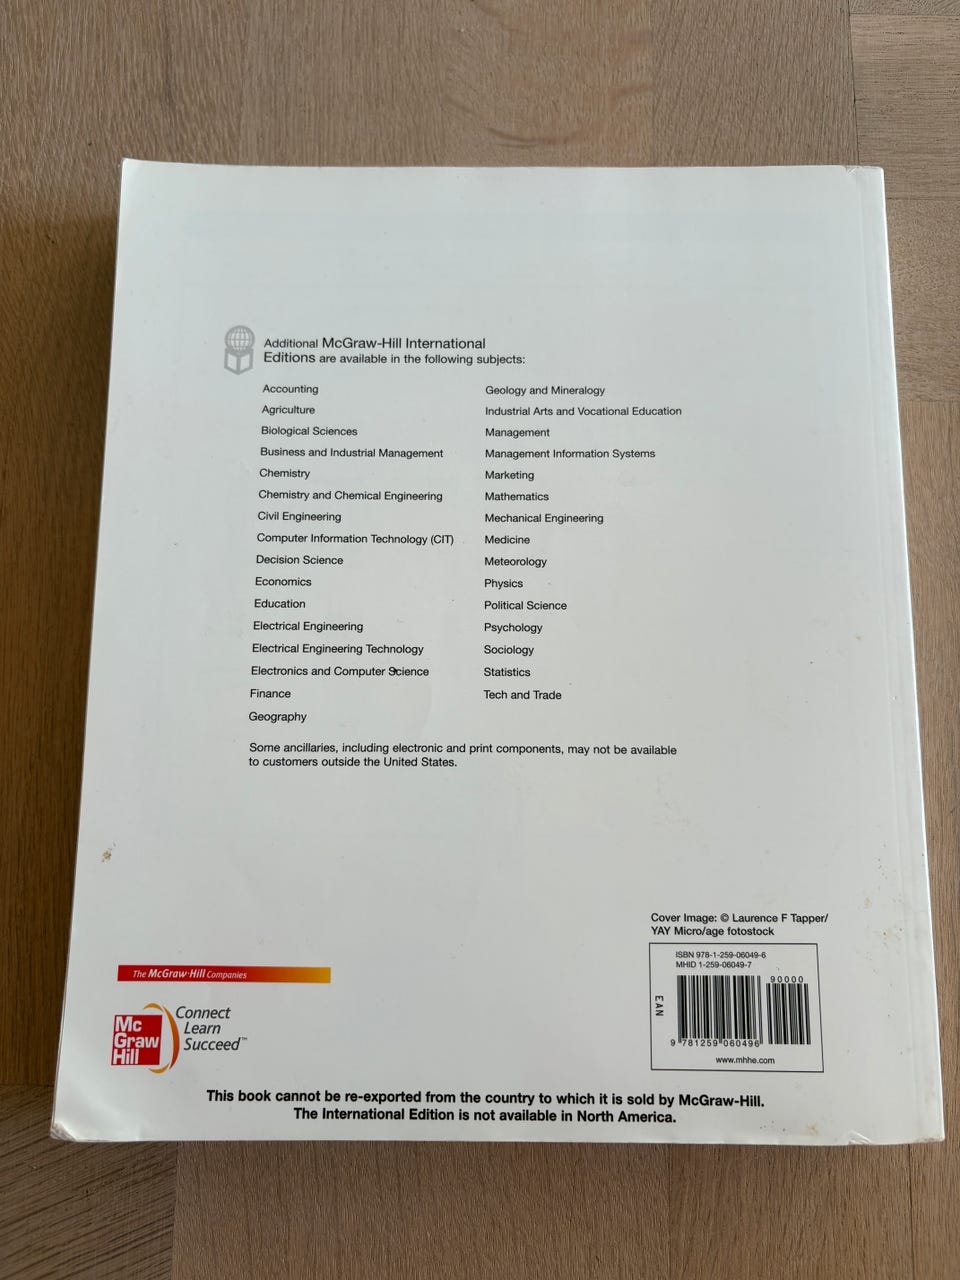 Additional McGraw-Hill International
Editions are available in the following subjects:
Accounting
Agriculture
Biological Sciences
Business and Industrial Management
Chemistry
Chemistry and Chemical Engineering
Civil Engineering
Computer Information Technology (CIT)
Decision Science
Economics
Education
Electrical Engineering
Electrical Engineering Technology
Electronics and Computer Science
Finance
Geography
Geology and Mineralogy
Industrial Arts and Vocational Education
Management
Management Information Systems
Marketing
Mathematics
Mechanical Engineering
Medicine
Meteorology
Physics
Political Science
Psychology
Sociology
Statistics
Tech and Trade
Some ancillaries, including electronic and print components, may not be available
to customers outside the United States.
Cover Image: © Laurence F Tapper/
YAY Micro/age fotostock
ISBN 978-1-259-06049-6
MHID 1-259-06049-7
90000
EAN
9 781259 060496
www.mhhe.com
The McGraw·Hill Companies
Mc
Graw
Hill
Connect
Learn
Succeed™
This book cannot be re-exported from the country to which it is sold by McGraw-Hill.
The International Edition is not available in North America.